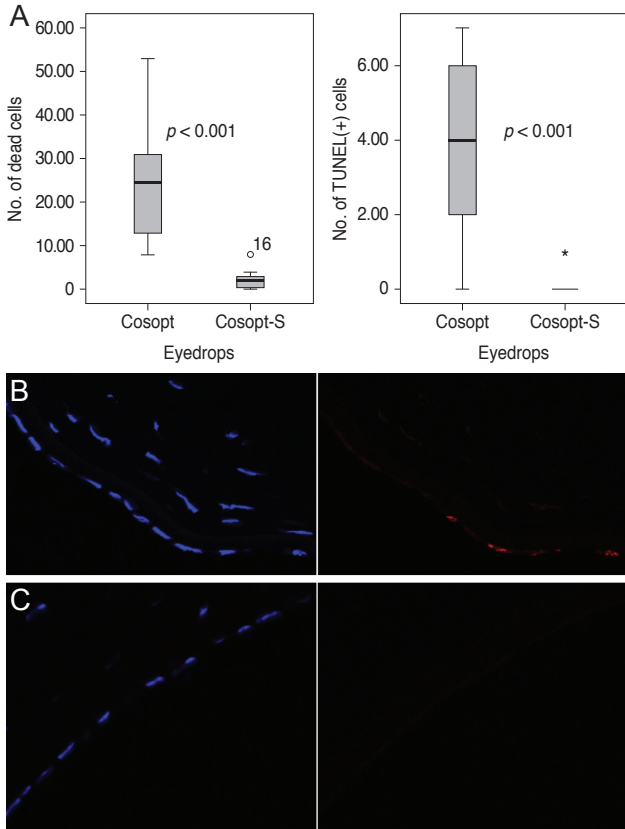 A
No. of dead cells
60.00
50.00
40.00
30.00
20.00
10.00
0
p < 0.001
16
Cosopt Cosopt-S
Eyedrops
No. of TUNEL(+) cells
6.00
4.00
2.00
0
p < 0.001
*
Cosopt Cosopt-S
Eyedrops
B
C